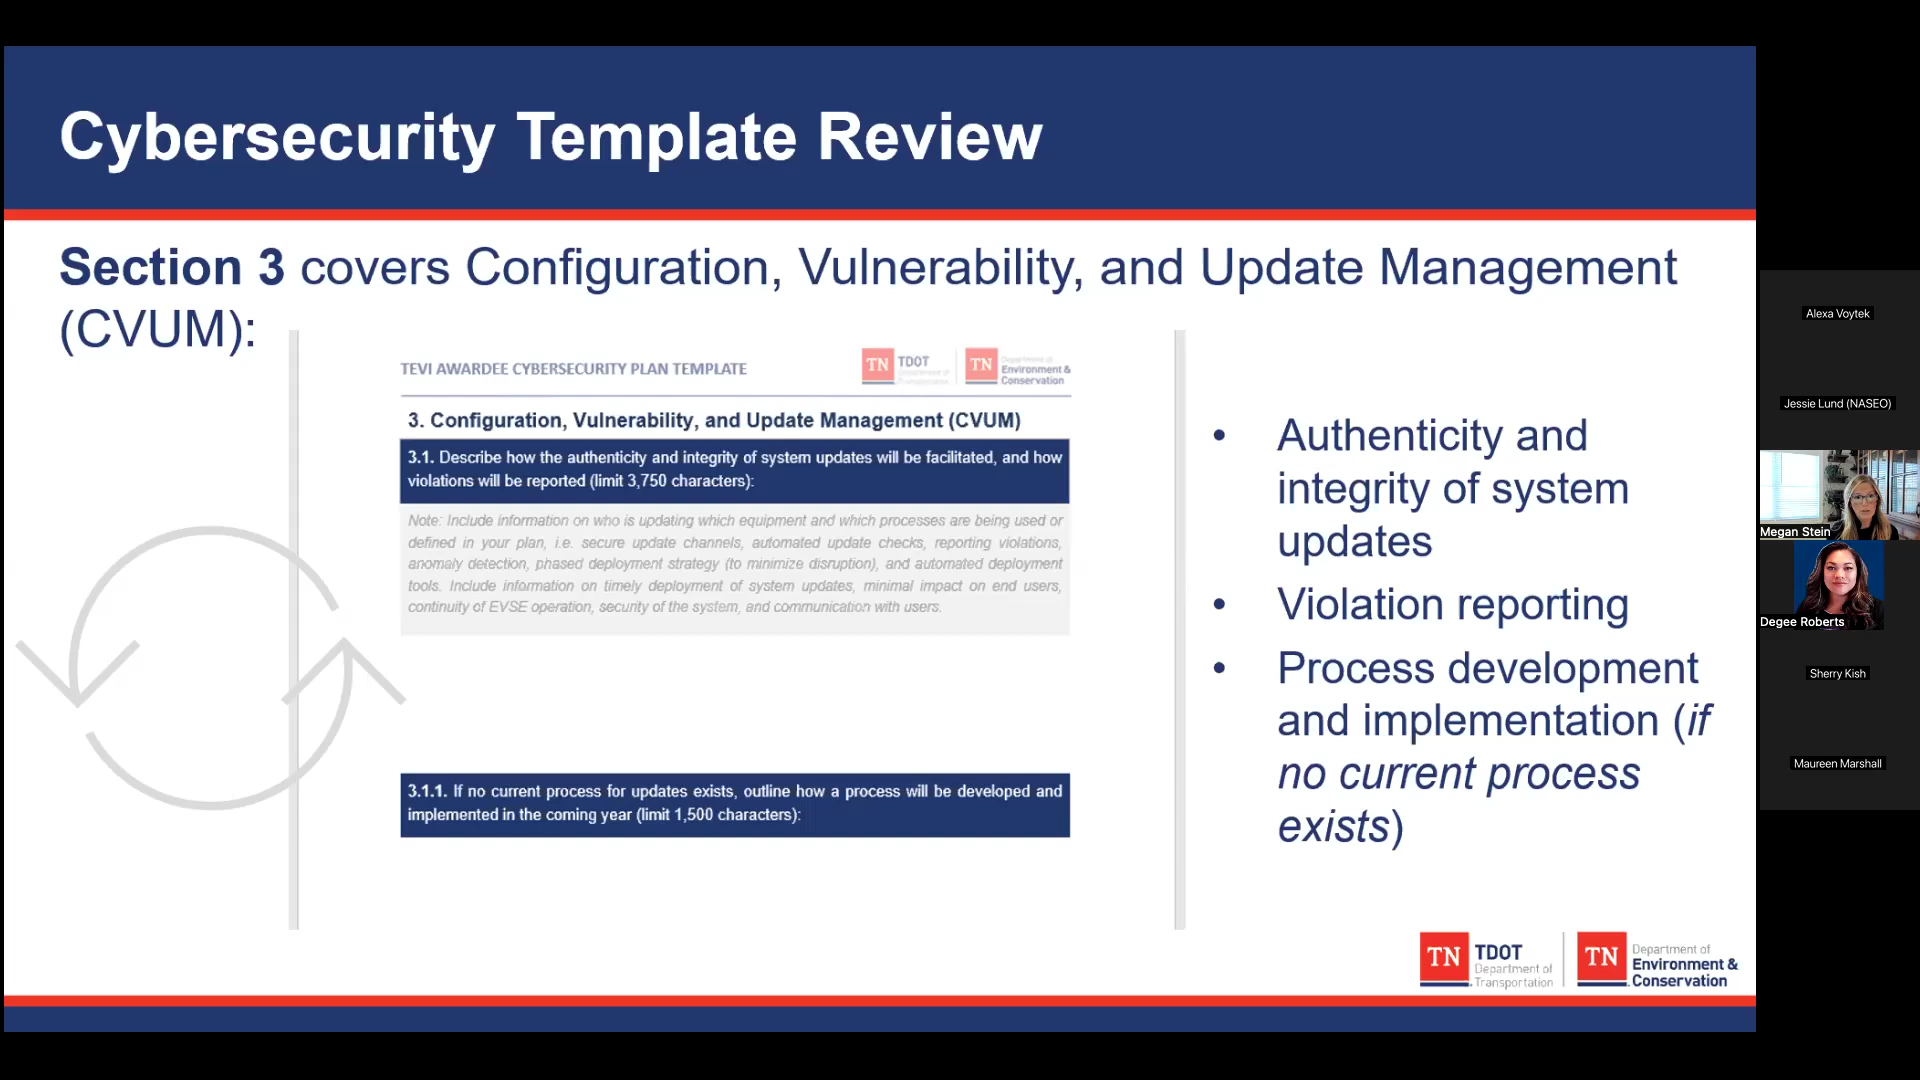 Cybersecurity Template Review
Section 3 covers Configuration, Vulnerability, and Update Management
(CVUM):
TEVI AWARDEE CYBERSECURITY PLAN TEMPLATE
TN TDOT
Department of
Transportation
TN Department of
Environment &
Conservation
3. Configuration, Vulnerability, and Update Management (CVUM)
3.1. Describe how the authenticity and integrity of system updates will be facilitated, and how
violations will be reported (limit 3,750 characters):
Note: Include information on who is updating which equipment and which processes are being used or
defined in your plan, i.e. secure update channels, automated update checks, reporting violations,
anomaly detection, phased deployment strategy (to minimize disruption), and automated deployment
tools. Include information on timely deployment of system updates, minimal impact on end users,
continuity of EVSE operation, security of the system, and communication with users.
3.1.1. If no current process for updates exists, outline how a process will be developed and
implemented in the coming year (limit 1,500 characters):
• Authenticity and
integrity of system
updates
• Violation reporting
• Process development
and implementation (if
no current process
exists)
TN TDOT
Department of
Transportation
TN Department of
Environment &
Conservation
Alexa Voytek
Jessie Lund (NASEO)
Megan Stein
Degee Roberts
Sherry Kish
Maureen Marshall